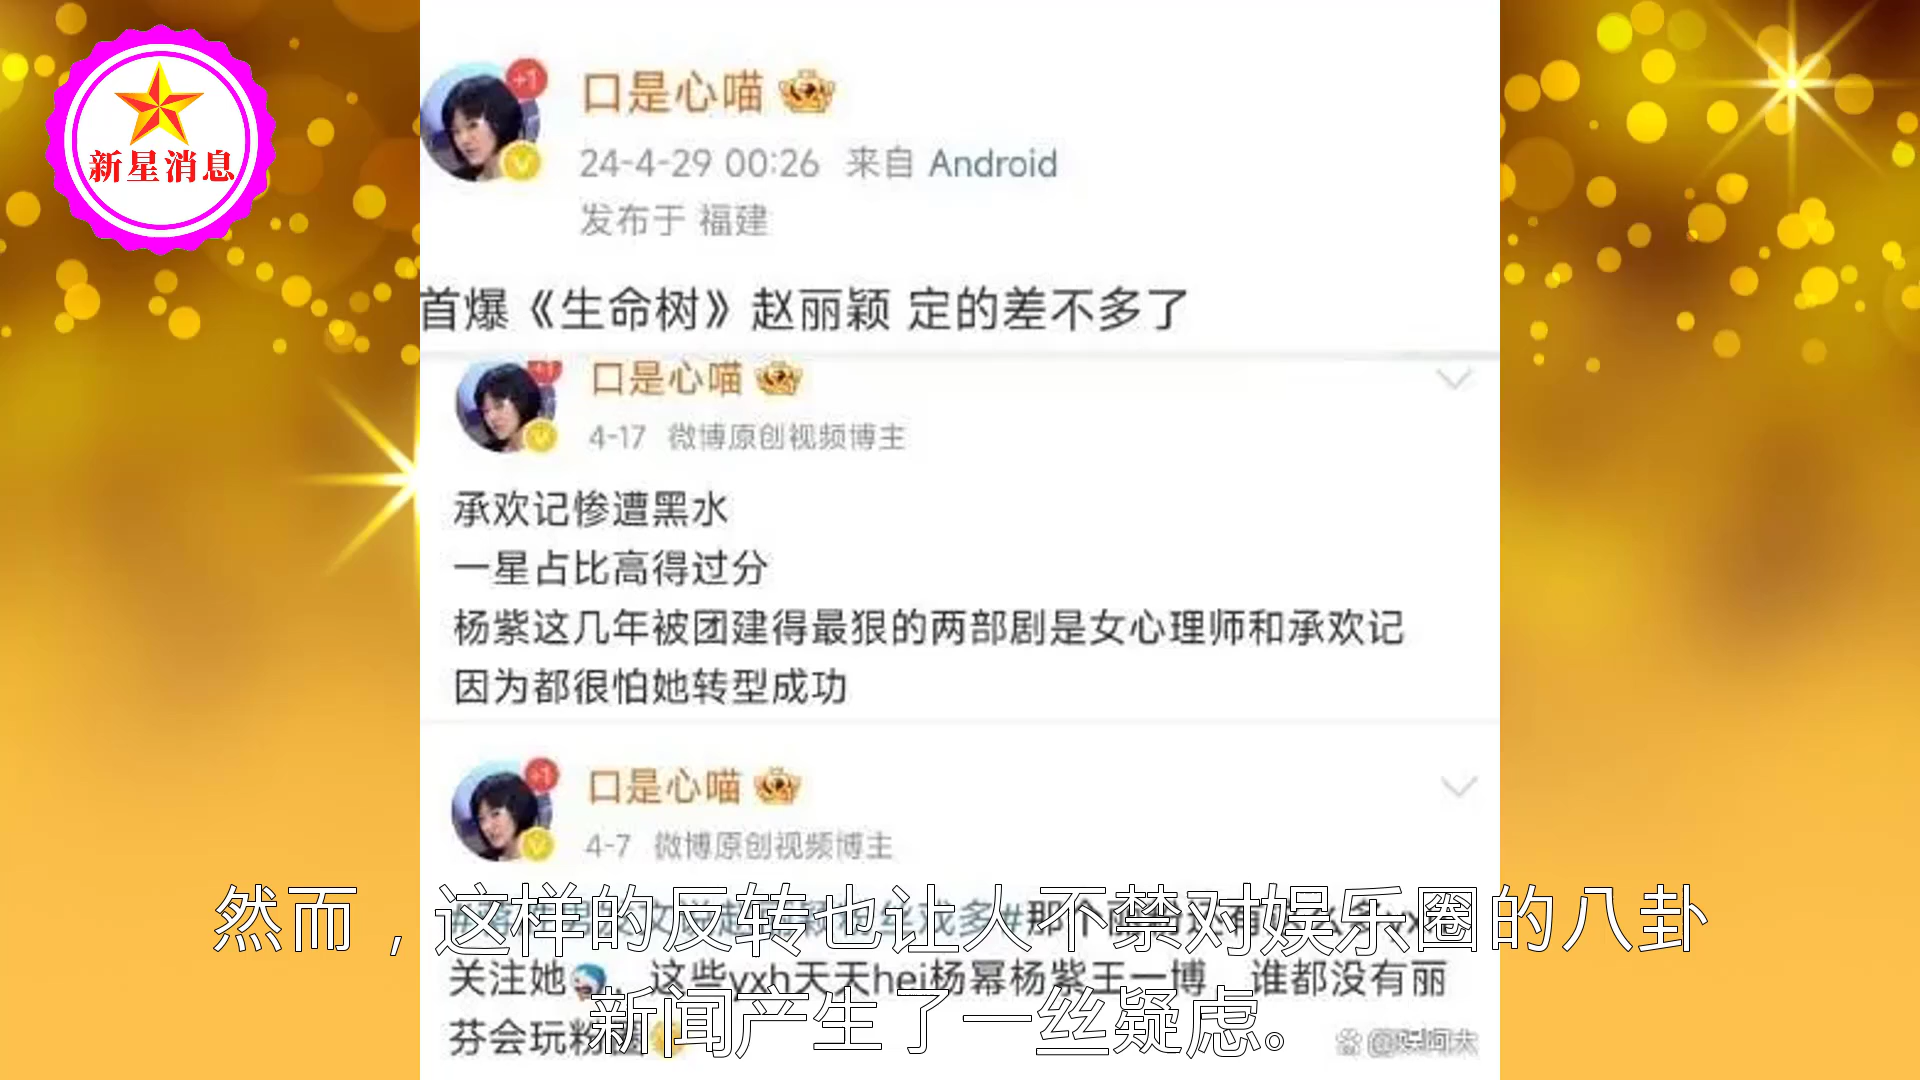 新星消息
口是心喵
+1
24-4-29 00:26 来自 Android
发布于 福建
首爆《生命树》赵丽颖 定的差不多了
口是心喵
+1
4-17 微博原创视频博主
承欢记惨遭黑水
一星占比高得过分
杨紫这几年被团建得最狠的两部剧是女心理师和承欢记
因为都很怕她转型成功
口是心喵
+1
4-7 微博原创视频博主
关注她 这些yxh天天hei杨幂杨紫王一博 谁都没有丽
芬会玩粉
然而，这样的反转也让人不禁对娱乐圈的八卦
新闻产生了一丝疑虑。